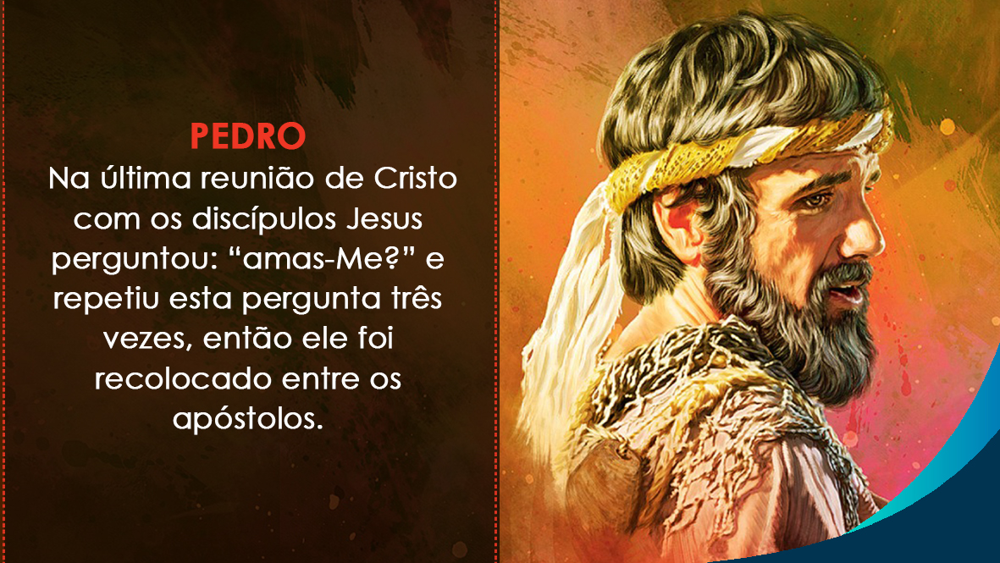 PEDRO
Na última reunião de Cristo
com os discípulos Jesus
perguntou: “amas-Me?” e
repetiu esta pergunta três
vezes, então ele foi
recolocado entre os
apóstolos.